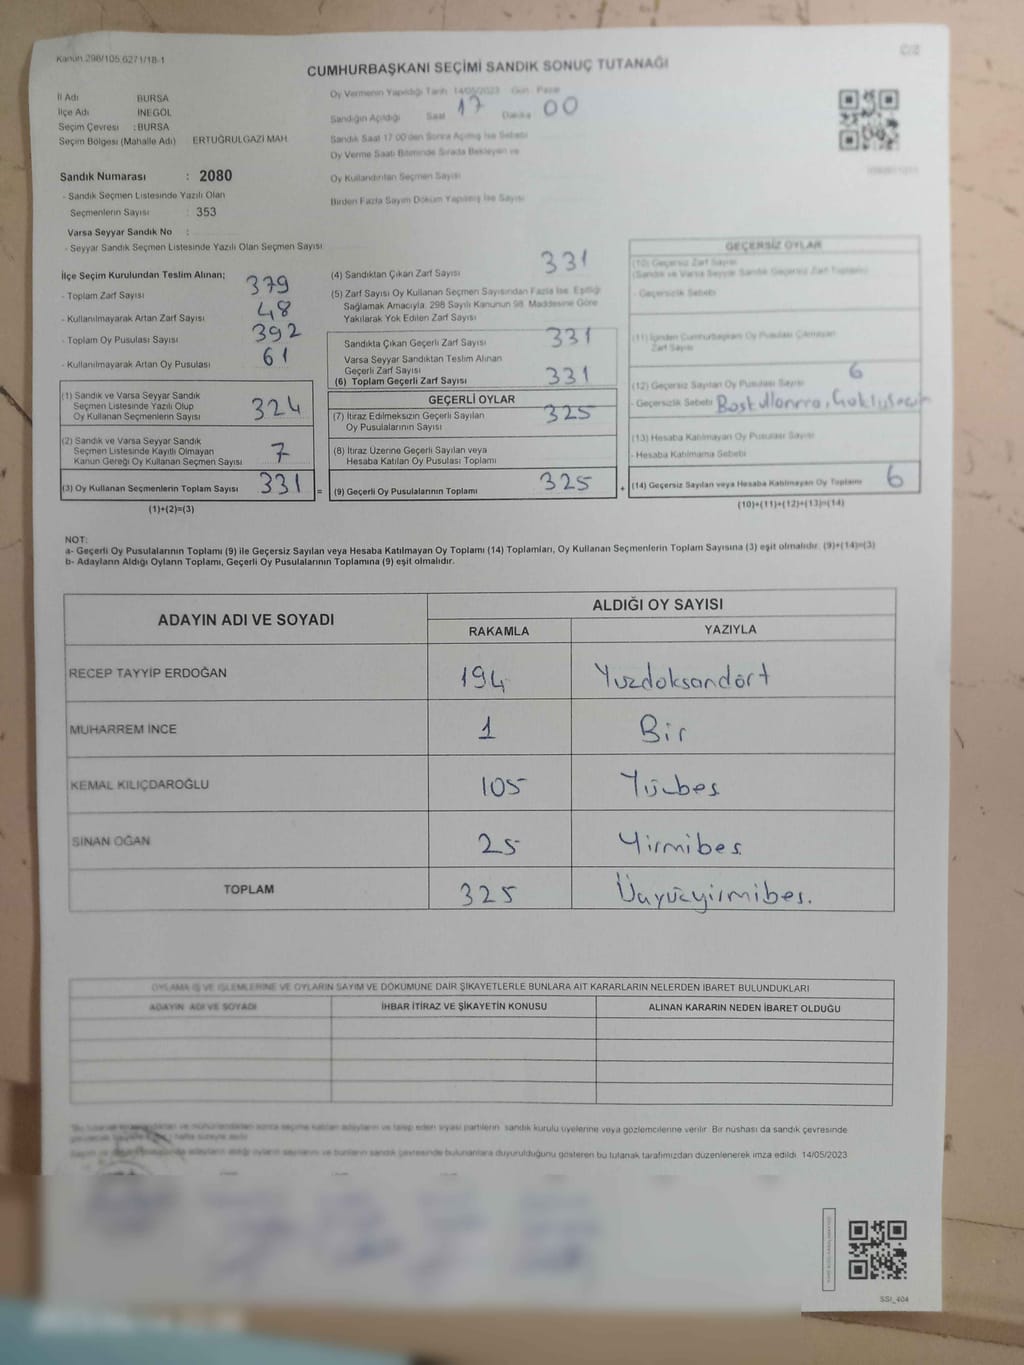 Kanun 298/105,6271/18-1
CUMHURBAŞKANI SEÇİMİ SANDIK SONUÇ TUTANAĞI
İl Adı BURSA
İlçe Adı İNEGÖL
Seçim Çevresi : BURSA
Seçim Bölgesi (Mahalle Adı) ERTUĞRULGAZİ MAH.
Oy Vermenin Yapıldığı Tarih 14/05/2023 Gün Pazar
Sandığın Açıldığı Saat 17 Dakika 00
Sandık Saat 17:00'den Sonra Açılmış İse Sebebi
Oy Verme Saati Bitiminde Sırada Bekleyen ve
Oy Kullandırılan Seçmen Sayısı
Birden Fazla Sayım Döküm Yapılmış İse Sayısı
Sandık Numarası : 2080
- Sandık Seçmen Listesinde Yazılı Olan
Seçmenlerin Sayısı : 353
Varsa Seyyar Sandık No :
- Seyyar Sandık Seçmen Listesinde Yazılı Olan Seçmen Sayısı
İlçe Seçim Kurulundan Teslim Alınan;
- Toplam Zarf Sayısı 379
- Kullanılmayarak Artan Zarf Sayısı 48
- Toplam Oy Pusulası Sayısı 392
- Kullanılmayarak Artan Oy Pusulası 61
(1) Sandık ve Varsa Seyyar Sandık
Seçmen Listesinde Yazılı Olup
Oy Kullanan Seçmenlerin Sayısı 324
(2) Sandık ve Varsa Seyyar Sandık
Seçmen Listesinde Kayıtlı Olmayan
Kanun Gereği Oy Kullanan Seçmen Sayısı 7
(3) Oy Kullanan Seçmenlerin Toplam Sayısı 331 =
(1)+(2)=(3)
(4) Sandıktan Çıkan Zarf Sayısı 331
(5) Zarf Sayısı Oy Kullanan Seçmen Sayısından Fazla İse, Eşitliği
Sağlamak Amacıyla, 298 Sayılı Kanunun 98. Maddesine Göre
Yakılarak Yok Edilen Zarf Sayısı
Sandıkta Çıkan Geçerli Zarf Sayısı 331
Varsa Seyyar Sandıktan Teslim Alınan
Geçerli Zarf Sayısı
(6) Toplam Geçerli Zarf Sayısı 331
GEÇERLİ OYLAR
(7) İtiraz Edilmeksizin Geçerli Sayılan
Oy Pusulalarının Sayısı 325
(8) İtiraz Üzerine Geçerli Sayılan veya
Hesaba Katılan Oy Pusulası Toplamı
(9) Geçerli Oy Pusulalarının Toplamı 325 +
GEÇERSİZ OYLAR
(10) Geçersiz Zarf Sayısı
(Sandık ve Varsa Seyyar Sandık Geçersiz Zarf Toplamı)
- Geçersizlik Sebebi
(11) İçinden Cumhurbaşkanı Oy Pusulası Çıkmayan
Zarf Sayısı
(12) Geçersiz Sayılan Oy Pusulası Sayısı 6
- Geçersizlik Sebebi
(13) Hesaba Katılmayan Oy Pusulası Sayısı
- Hesaba Katılmama Sebebi
(14) Geçersiz Sayılan veya Hesaba Katılmayan Oy Toplamı 6
(10)+(11)+(12)+(13)=(14)
NOT:
a- Geçerli Oy Pusulalarının Toplamı (9) ile Geçersiz Sayılan veya Hesaba Katılmayan Oy Toplamı (14) Toplamları, Oy Kullanan Seçmenlerin Toplam Sayısına (3) eşit olmalıdır. (9)+(14)=(3)
b- Adayların Aldığı Oyların Toplamı, Geçerli Oy Pusulalarının Toplamına (9) eşit olmalıdır.
ADAYIN ADI VE SOYADI ALDIĞI OY SAYISI
RAKAMLA YAZIYLA
RECEP TAYYİP ERDOĞAN 194 Yuzdoksandört
MUHARREM İNCE 1 Bir
KEMAL KILIÇDAROĞLU 105 Yüzbes
SİNAN OĞAN 25 Yirmibes
TOPLAM 325 Üçyüzyirmibes.
OYLAMA İŞ VE İŞLEMLERİNE VE OYLARIN SAYIM VE DÖKÜMÜNE DAİR ŞİKAYETLERLE BUNLARA AİT KARARLARIN NELERDEN İBARET BULUNDUKLARI
ADAYIN ADI VE SOYADI İHBAR İTİRAZ VE ŞİKAYETİN KONUSU ALINAN KARARIN NEDEN İBARET OLDUĞU
sonra seçime katılan adayların ve talep eden siyasi partilerin sandık kurulu üyelerine veya gözlemcilerine verilir. Bir nüshası da sandık çevresinde
adayların aldığı oyların sayılarını ve bunların sandık çevresinde bulunanlara duyurulduğunu gösteren bu tutanak tarafımızdan düzenlenerek imza edildi. 14/05/2023
SSI_404